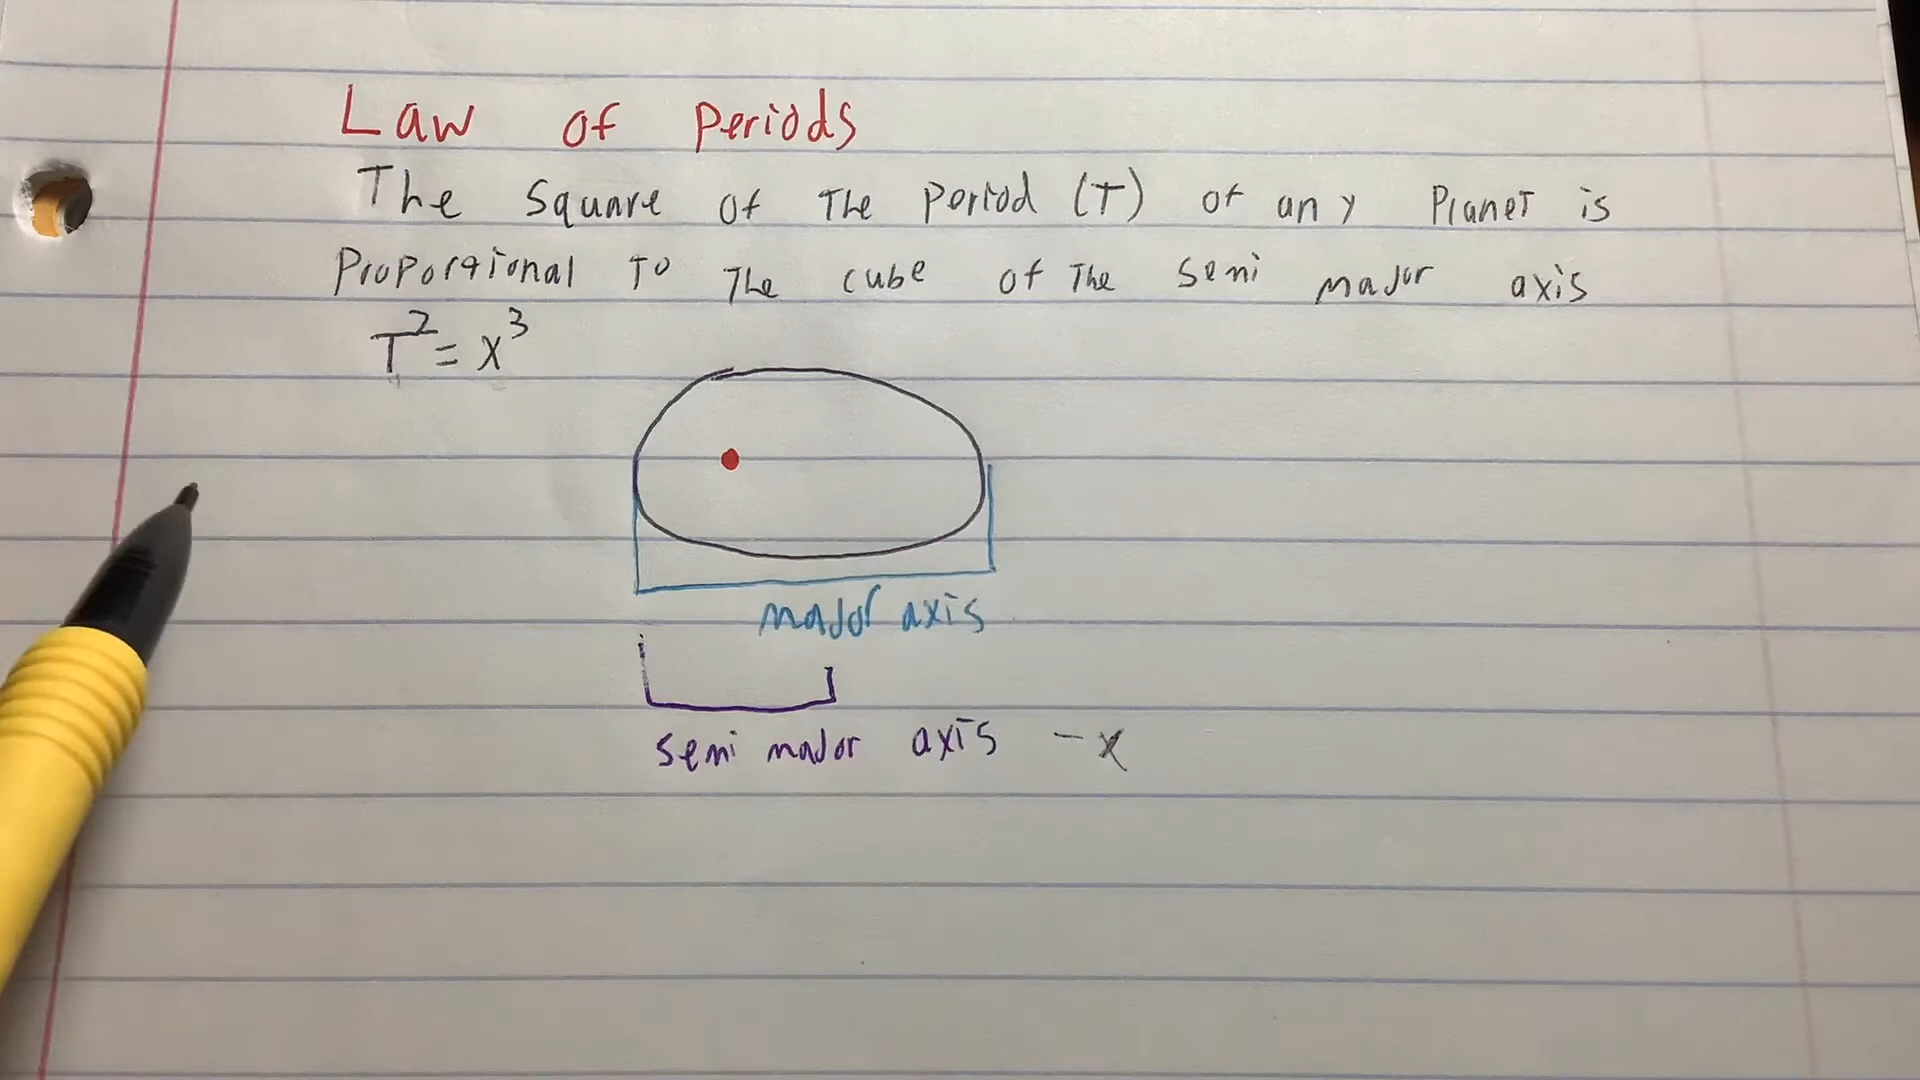 Law of Periods
The Square of The Period (T) of any Planet is
Proportional To The cube of The semi major axis
T² = x³
major axis
semi major axis - x